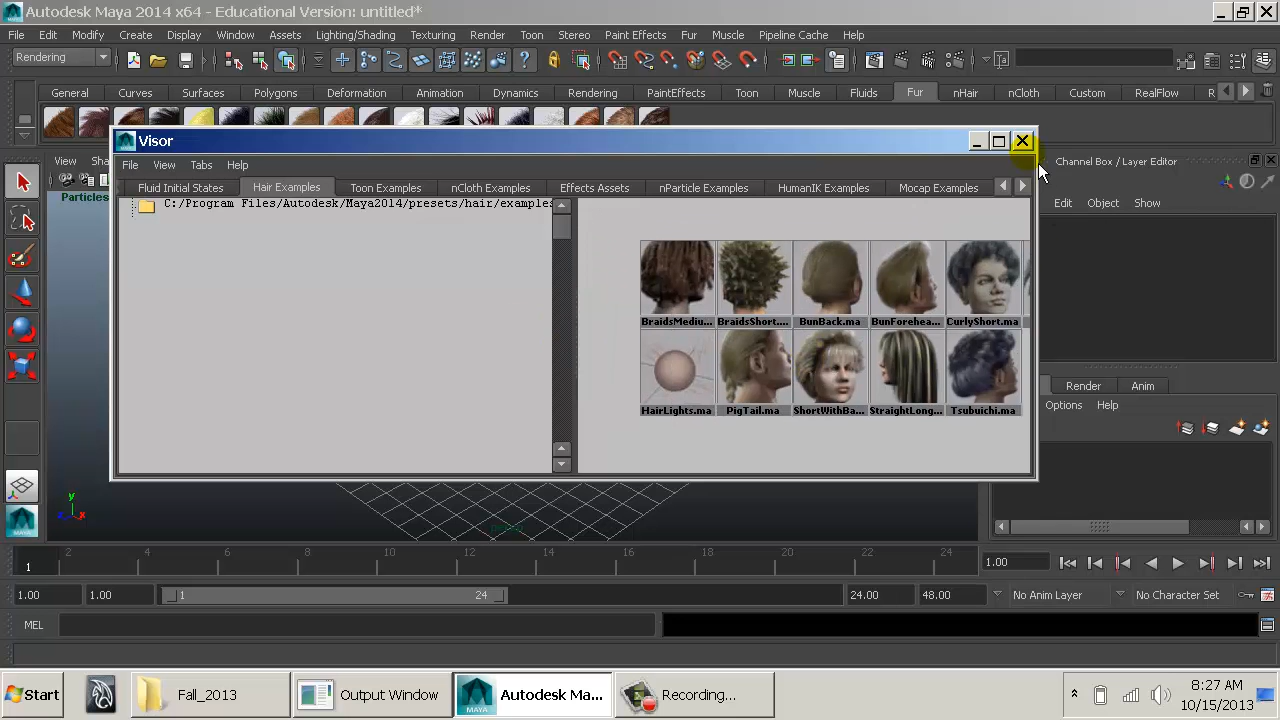 Autodesk Maya 2014 x64 - Educational Version: untitled*
File Edit Modify Create Display Window Assets Lighting/Shading Texturing Render Toon Stereo Paint Effects Fur Muscle Pipeline Cache Help
Rendering
General Curves Surfaces Polygons Deformation Animation Dynamics Rendering PaintEffects Toon Muscle Fluids Fur nHair nCloth Custom RealFlow R
Visor
View Sha
Channel Box / Layer Editor
File View Tabs Help
Fluid Initial States Hair Examples Toon Examples nCloth Examples Effects Assets nParticle Examples HumanIK Examples Mocap Examples
Particles
Edit Object Show
C:/Program Files/Autodesk/Maya2014/presets/hair/examples
BraidsMediu... BraidsShort.... BunBack.ma BunForehea... CurlyShort.ma
HairLights.ma PigTail.ma ShortWithBa... StraightLong... Tsubuichi.ma
Render Anim
Options Help
y
x
2 4 6 8 10 12 14 16 18 20 22 24
1
1.00
1.00 1.00 1 24 24.00 48.00 No Anim Layer No Character Set
MEL
Start Fall_2013 Output Window Autodesk Ma... Recording... 8:27 AM
10/15/2013